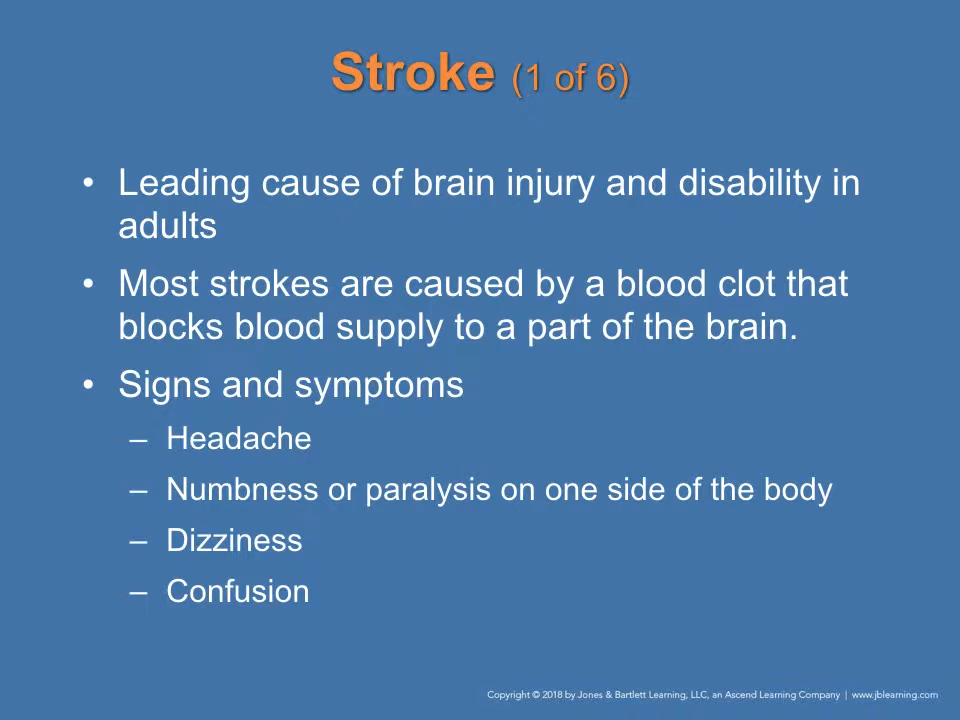 Stroke (1 of 6)
• Leading cause of brain injury and disability in
adults
• Most strokes are caused by a blood clot that
blocks blood supply to a part of the brain.
• Signs and symptoms
– Headache
– Numbness or paralysis on one side of the body
– Dizziness
– Confusion
Copyright © 2018 by Jones & Bartlett Learning, LLC, an Ascend Learning Company | www.jblearning.com